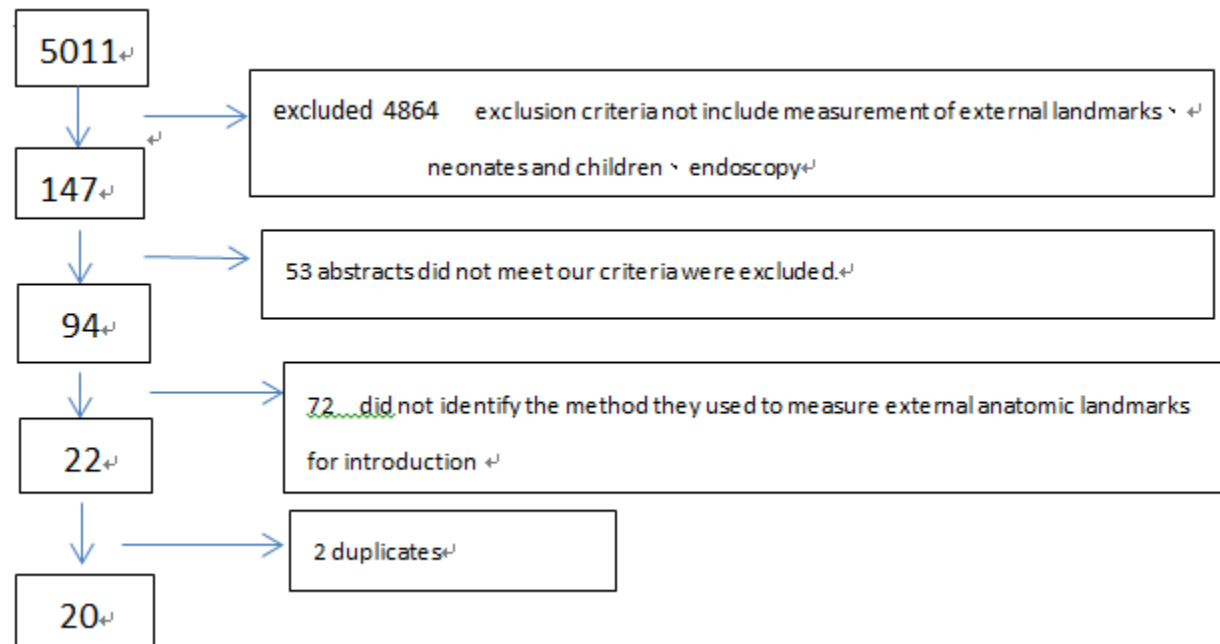 5011↵
excluded 4864 exclusion criteria not include measurement of external landmarks、 ↵
neonates and children、 endoscopy↵
↵
147↵
53 abstracts did not meet our criteria were excluded.↵
94↵
72 did not identify the method they used to measure external anatomic landmarks
for introduction ↵
22↵
2 duplicates↵
20↵